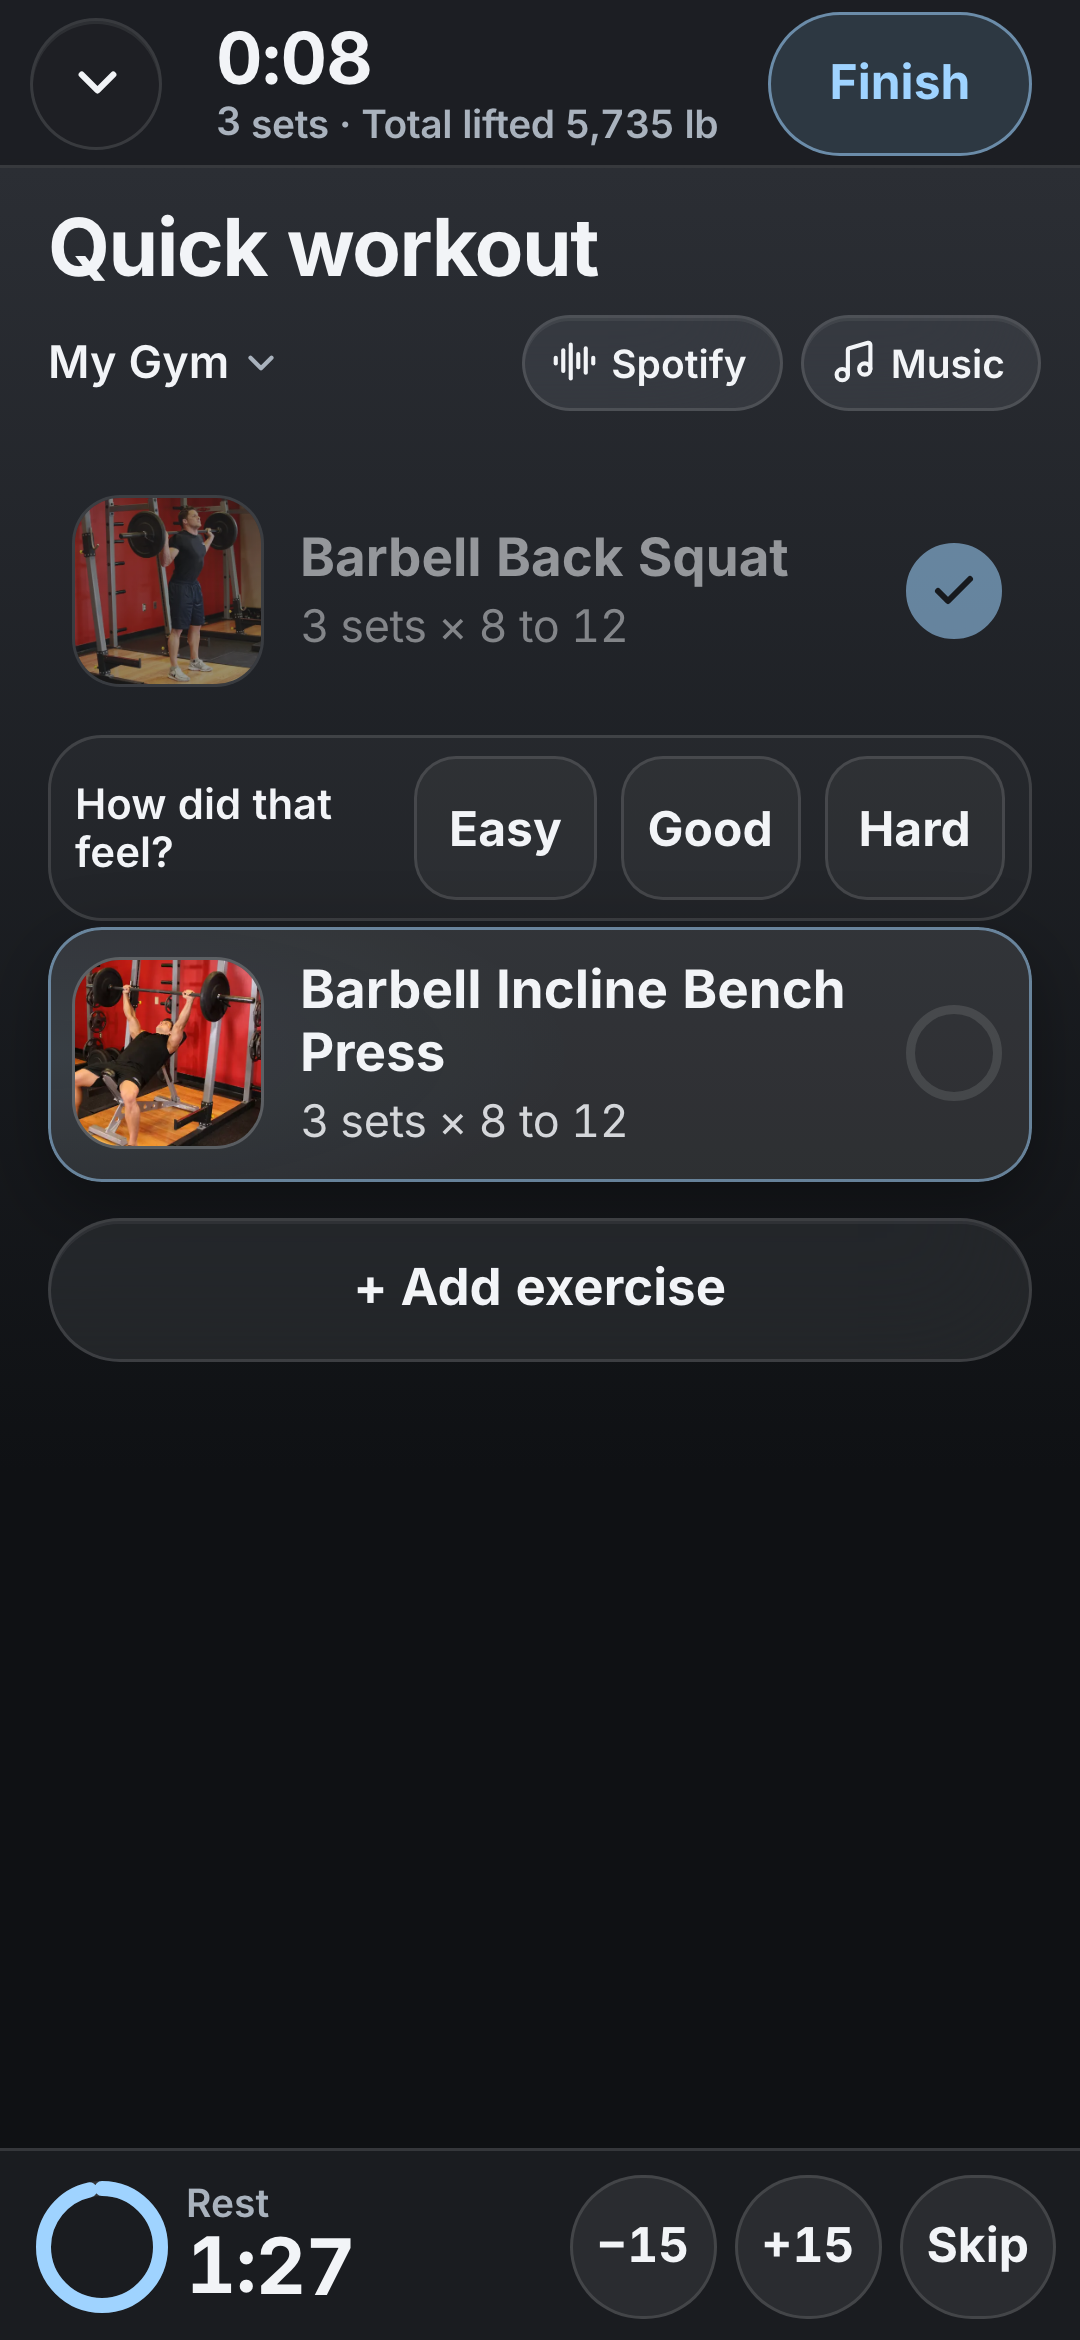 0:08
3 sets · Total lifted 5,735 lb
Finish
Quick workout
My Gym
Spotify
Music
Barbell Back Squat
3 sets × 8 to 12
How did that
feel?
Easy
Good
Hard
Barbell Incline Bench
Press
3 sets × 8 to 12
+ Add exercise
Rest
1:27
−15
+15
Skip